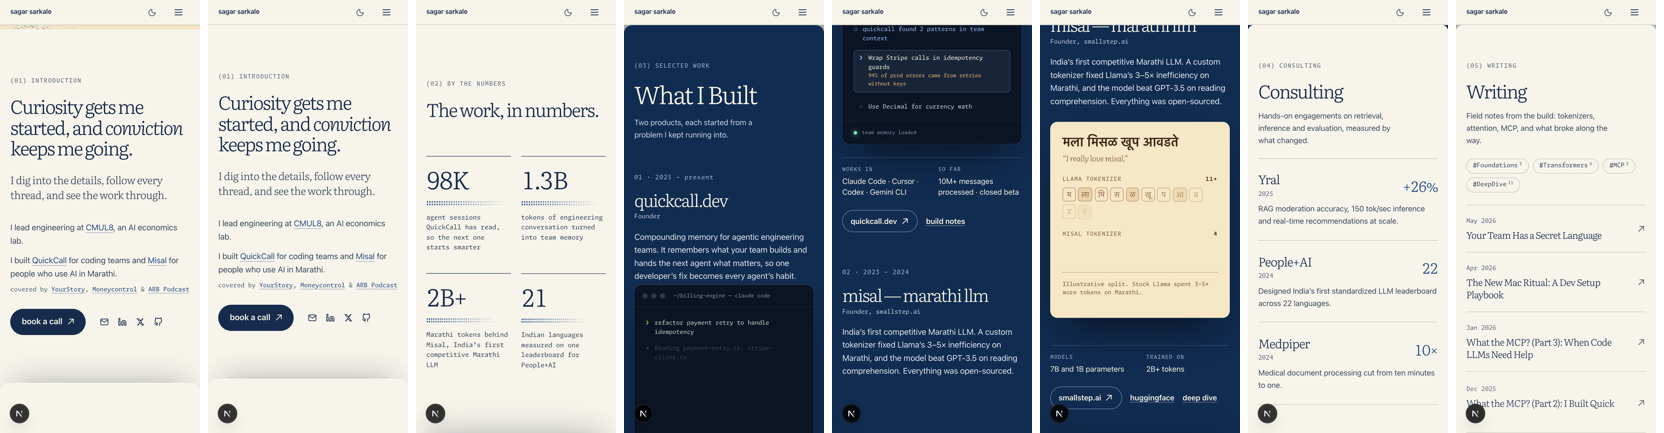 sagar sarkale
(01) INTRODUCTION
Curiosity gets me
started, and conviction
keeps me going.
I dig into the details, follow every
thread, and see the work through.
I lead engineering at CMUL8, an AI economics
lab.
I built QuickCall for coding teams and Misal for
people who use AI in Marathi.
covered by YourStory, Moneycontrol & ARB Podcast
book a call ↗
N
sagar sarkale
(01) INTRODUCTION
Curiosity gets me
started, and conviction
keeps me going.
I dig into the details, follow every
thread, and see the work through.
I lead engineering at CMUL8, an AI economics
lab.
I built QuickCall for coding teams and Misal for
people who use AI in Marathi.
covered by YourStory, Moneycontrol & ARB Podcast
book a call ↗
N
sagar sarkale
(02) BY THE NUMBERS
The work, in numbers.
98K
agent sessions
QuickCall has read,
so the next one
starts smarter
1.3B
tokens of engineering
conversation turned
into team memory
2B+
Marathi tokens behind
Misal, India's first
competitive Marathi
LLM
21
Indian languages
measured on one
leaderboard for
People+AI
N
sagar sarkale
(03) SELECTED WORK
What I Built
Two products, each started from a
problem I kept running into.
01 · 2025 – present
quickcall.dev
Founder
Compounding memory for agentic engineering
teams. It remembers what your team builds and
hands the next agent what matters, so one
developer's fix becomes every agent's habit.
~/billing-engine — claude code
> refactor payment retry to handle
idempotency
Reading payment-retry.ts, stripe-
client.ts
N
sagar sarkale
quickcall found 2 patterns in team
context
> Wrap Stripe calls in idempotency
guards
94% of prod errors came from retries
without keys
Use Decimal for currency math
team memory loaded
WORKS IN
Claude Code · Cursor ·
Codex · Gemini CLI
SO FAR
10M+ messages
processed · closed beta
quickcall.dev ↗
build notes
02 · 2023 – 2024
misal — marathi llm
Founder, smallstep.ai
India's first competitive Marathi LLM. A custom
tokenizer fixed Llama's 3–5× inefficiency on
Marathi, and the model beat GPT-3.5 on reading
comprehension. Everything was open-sourced.
N
sagar sarkale
misal — marathi llm
Founder, smallstep.ai
India's first competitive Marathi LLM. A custom
tokenizer fixed Llama's 3–5× inefficiency on
Marathi, and the model beat GPT-3.5 on reading
comprehension. Everything was open-sourced.
मला मिसळ खूप आवडते
"I really love misal."
LLAMA TOKENIZER 11+
म ला मि स ळ खू प आ व
ड ते
MISAL TOKENIZER 4
Illustrative split. Stock Llama spent 3–5×
more tokens on Marathi.
MODELS
7B and 1B parameters
TRAINED ON
2B+ tokens
smallstep.ai ↗
huggingface
deep dive
N
sagar sarkale
(04) CONSULTING
Consulting
Hands-on engagements on retrieval,
inference and evaluation, measured by
what changed.
Yral
2025
+26%
RAG moderation accuracy, 150 tok/sec inference
and real-time recommendations at scale.
People+AI
2024
22
Designed India's first standardized LLM leaderboard
across 22 languages.
Medpiper
2024
10×
Medical document processing cut from ten minutes
to one.
N
sagar sarkale
(05) WRITING
Writing
Field notes from the build: tokenizers,
attention, MCP, and what broke along the
way.
#Foundations 5 #Transformers 6 #MCP 3
#DeepDive 11
May 2026
Your Team Has a Secret Language ↗
Apr 2026
The New Mac Ritual: A Dev Setup
Playbook ↗
Jan 2026
What the MCP? (Part 3): When Code
LLMs Need Help ↗
Dec 2025
What the MCP? (Part 2): I Built Quick ↗
N